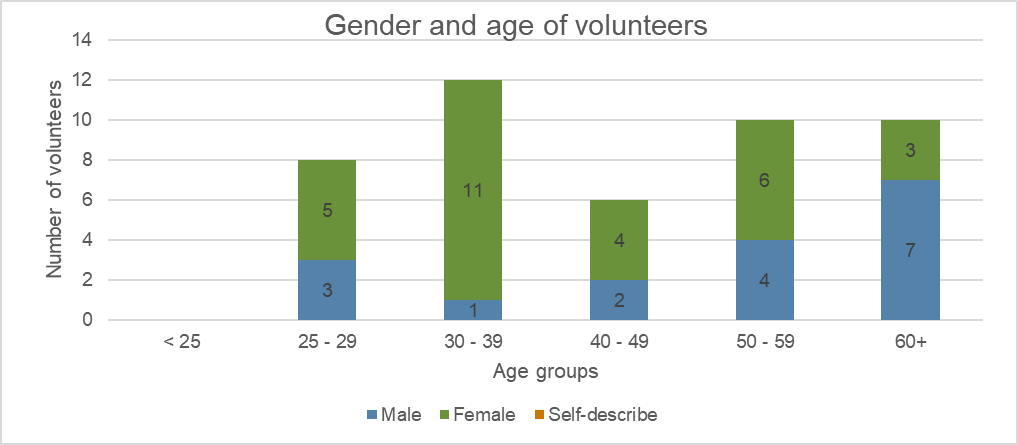 Gender and age of volunteers
14
12
10
8
6
4
2
0
Number of volunteers
5
3
11
1
4
2
6
4
3
7
< 25
25 - 29
30 - 39
40 - 49
50 - 59
60+
Age groups
Male
Female
Self-describe